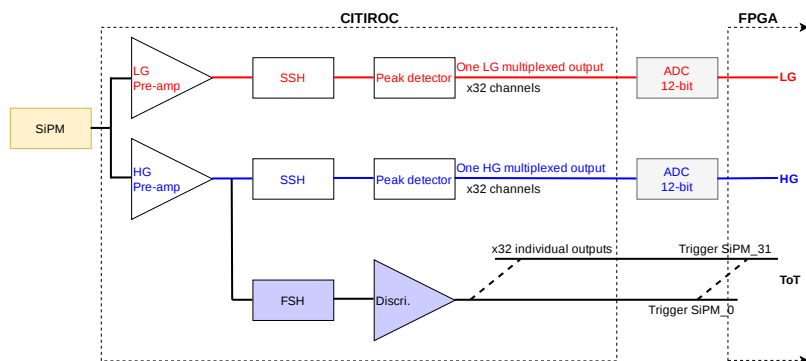 CITIROC
FPGA
LG
Pre-amp
SSH
Peak detector
One LG multiplexed output
x32 channels
ADC
12-bit
LG
SiPM
HG
Pre-amp
SSH
Peak detector
One HG multiplexed output
x32 channels
ADC
12-bit
HG
x32 individual outputs
Trigger SiPM_31
ToT
FSH
Discri.
Trigger SiPM_0